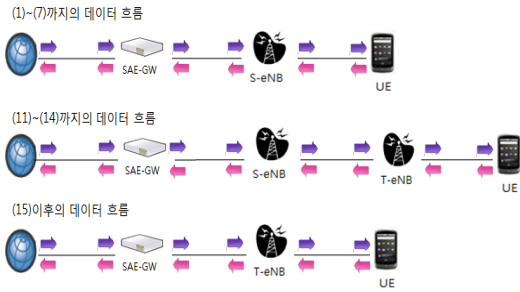 (1)~(7)까지의 데이터 흐름
SAE-GW
S-eNB
UE
(11)~(14)까지의 데이터 흐름
SAE-GW
S-eNB
T-eNB
UE
(15)이후의 데이터 흐름
SAE-GW
T-eNB
UE